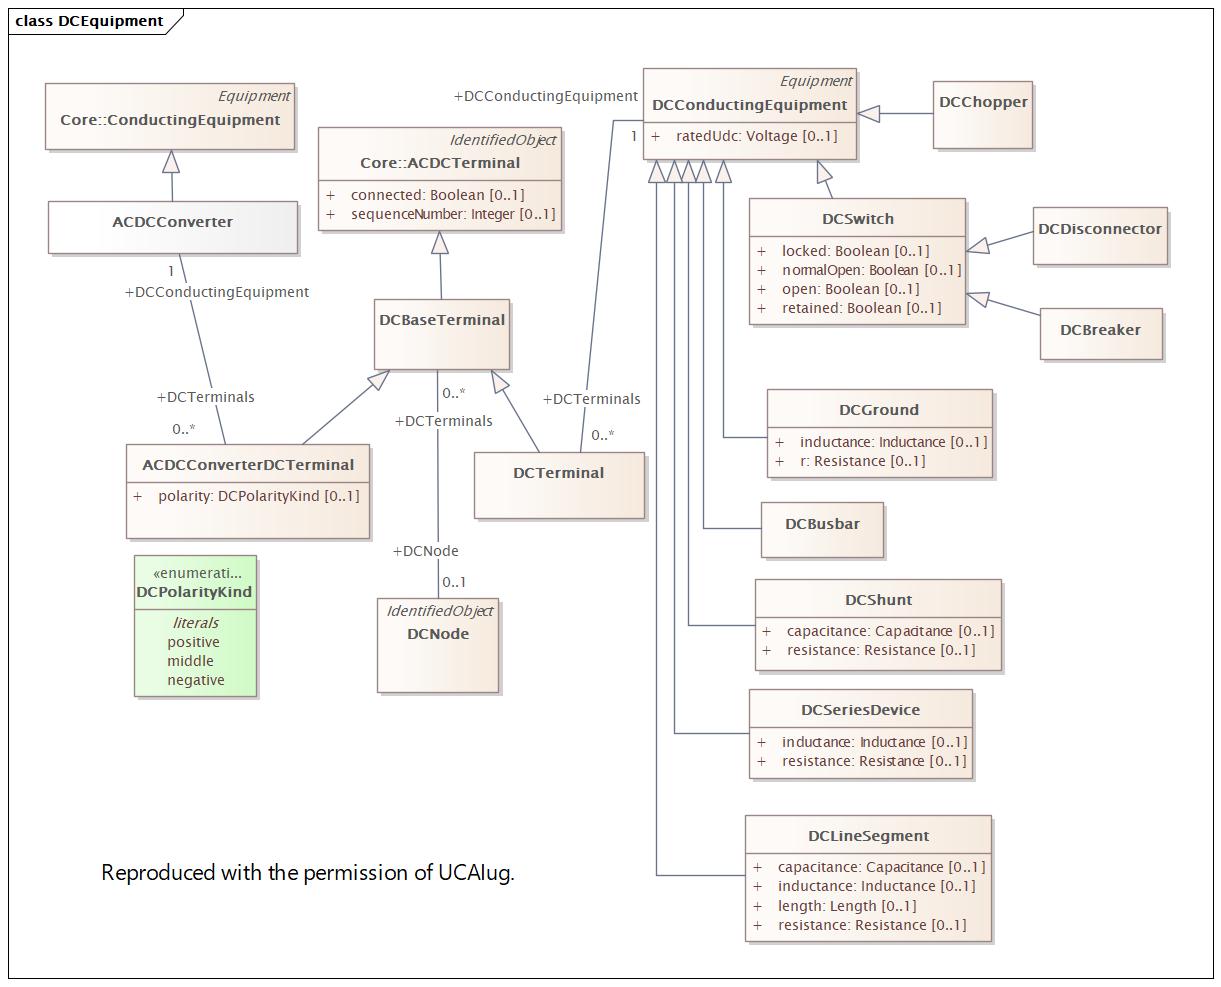 class DCEquipment
Equipment
Core::ConductingEquipment
ACDCConverter
1
+DCConductingEquipment
+DCTerminals
0..*
ACDCConverterDCTerminal
+ polarity: DCPolarityKind [0..1]
«enumerati...
DCPolarityKind
literals
positive
middle
negative
IdentifiedObject
Core::ACDCTerminal
+ connected: Boolean [0..1]
+ sequenceNumber: Integer [0..1]
DCBaseTerminal
0..*
+DCTerminals
+DCNode
0..1
IdentifiedObject
DCNode
+DCConductingEquipment
1
+DCTerminals
0..*
DCTerminal
Equipment
DCConductingEquipment
+ ratedUdc: Voltage [0..1]
DCChopper
DCSwitch
+ locked: Boolean [0..1]
+ normalOpen: Boolean [0..1]
+ open: Boolean [0..1]
+ retained: Boolean [0..1]
DCDisconnector
DCBreaker
DCGround
+ inductance: Inductance [0..1]
+ r: Resistance [0..1]
DCBusbar
DCShunt
+ capacitance: Capacitance [0..1]
+ resistance: Resistance [0..1]
DCSeriesDevice
+ inductance: Inductance [0..1]
+ resistance: Resistance [0..1]
DCLineSegment
+ capacitance: Capacitance [0..1]
+ inductance: Inductance [0..1]
+ length: Length [0..1]
+ resistance: Resistance [0..1]
Reproduced with the permission of UCAIug.